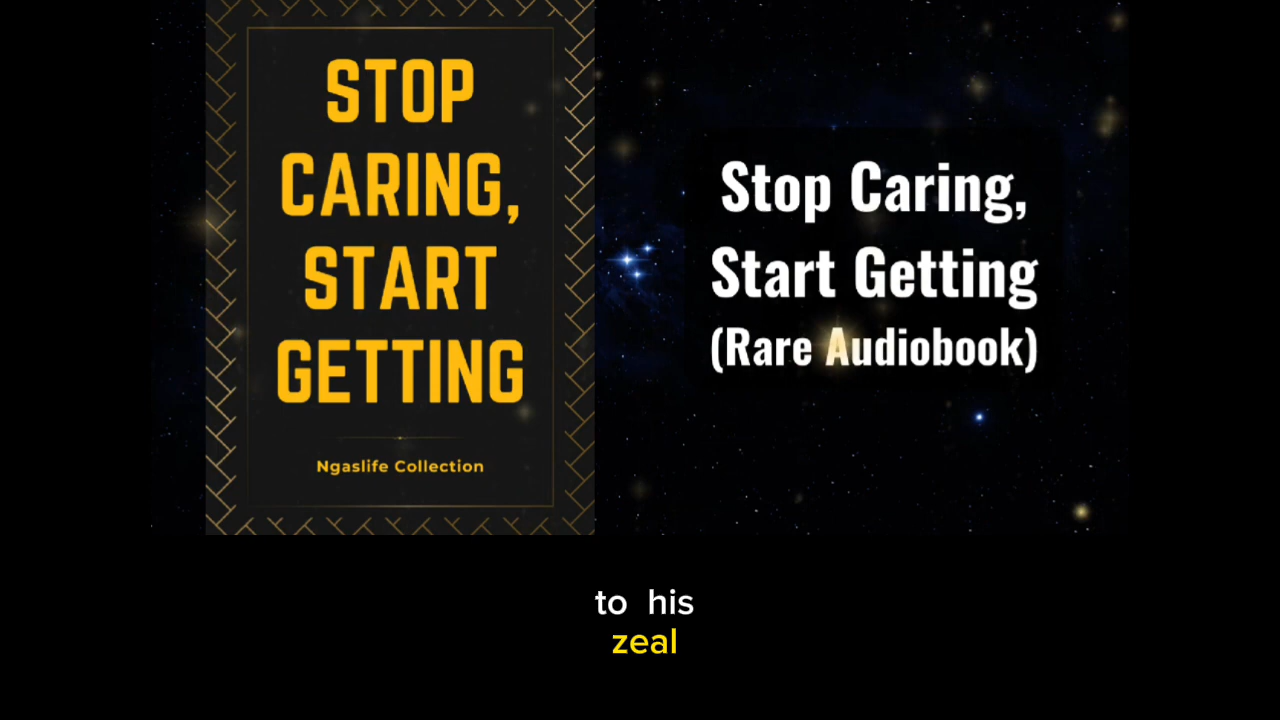 STOP
CARING,
START
GETTING
Ngaslife Collection
Stop Caring,
Start Getting
(Rare Audiobook)
to his
zeal